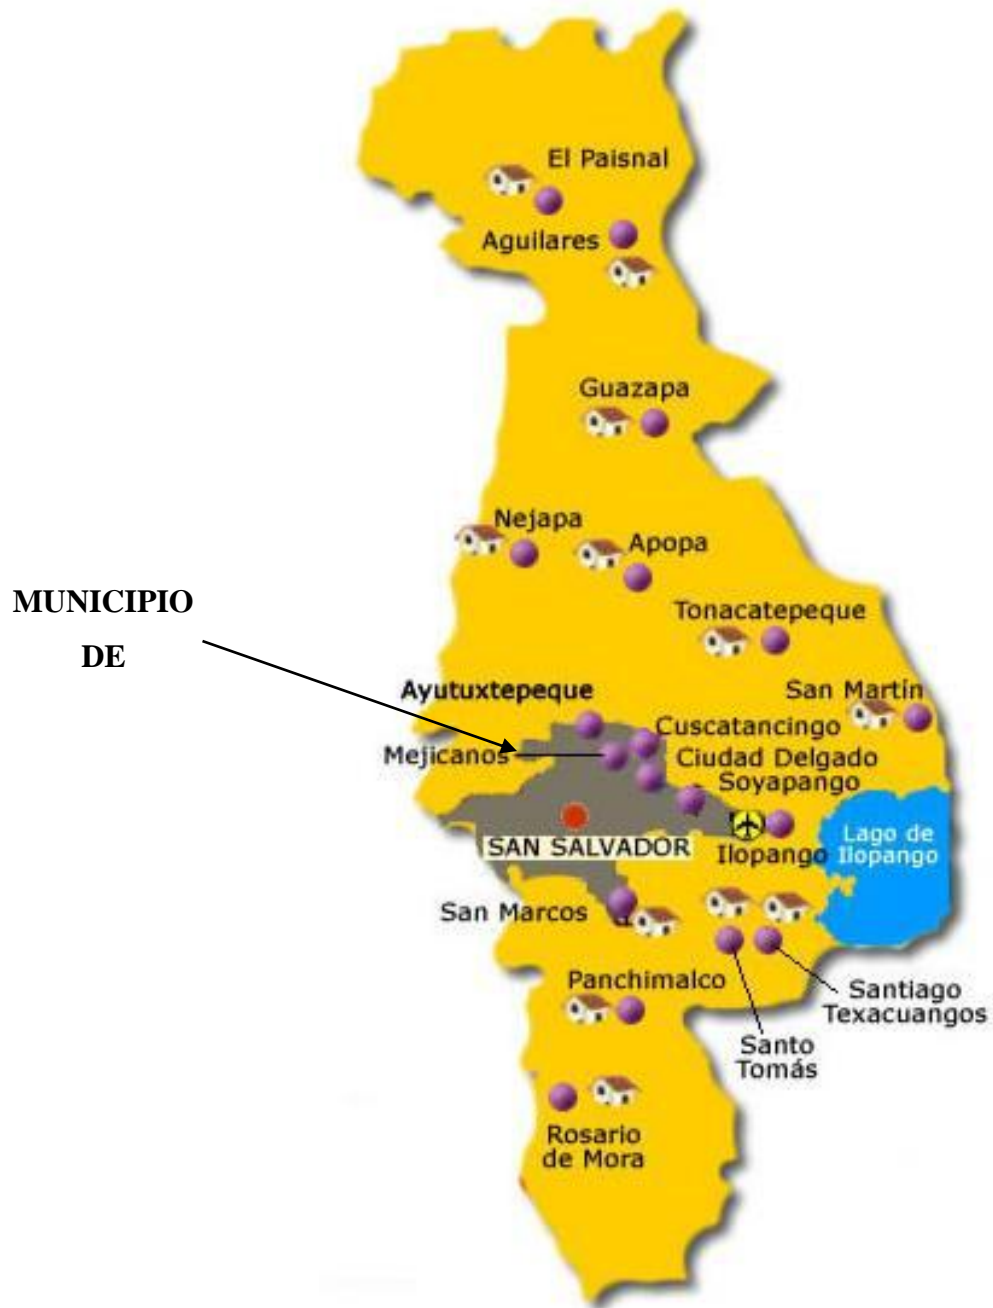 El Paisnal
Aguilares
Guazapa
Nejapa
Apopa
MUNICIPIO
DE
Tonacatepeque
Ayutuxtepeque
San Martín
Cuscatancingo
Mejicanos
Ciudad Delgado
Soyapango
SAN SALVADOR
Ilopango
Lago de
Ilopango
San Marcos
Panchimalco
Santiago
Texacuangos
Santo
Tomás
Rosario
de Mora